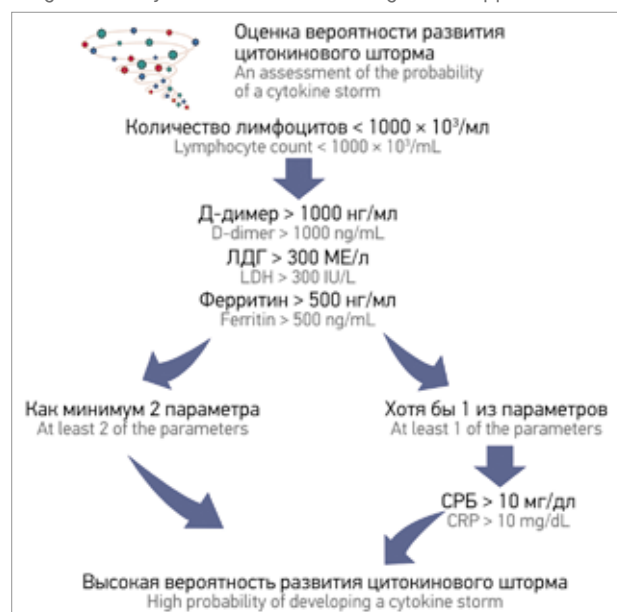 Оценка вероятности развития
цитокинового шторма
An assessment of the probability
of a cytokine storm
Количество лимфоцитов < 1000 × 10³/мл
Lymphocyte count < 1000 × 10³/mL
Д-димер > 1000 нг/мл
D-dimer > 1000 ng/mL
ЛДГ > 300 МЕ/л
LDH > 300 IU/L
Ферритин > 500 нг/мл
Ferritin > 500 ng/mL
Как минимум 2 параметра
At least 2 of the parameters
Хотя бы 1 из параметров
At least 1 of the parameters
СРБ > 10 мг/дл
CRP > 10 mg/dL
Высокая вероятность развития цитокинового шторма
High probability of developing a cytokine storm